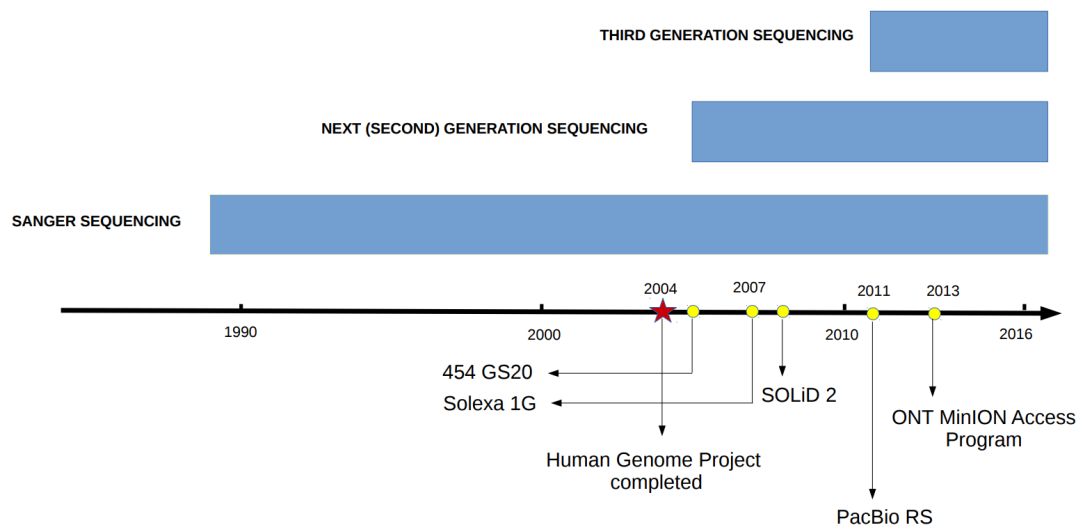 THIRD GENERATION SEQUENCING
NEXT (SECOND) GENERATION SEQUENCING
SANGER SEQUENCING
2004
2007
2011
2013
1990
2000
2010
2016
454 GS20
Solexa 1G
SOLiD 2
ONT MinION Access
Program
Human Genome Project
completed
PacBio RS